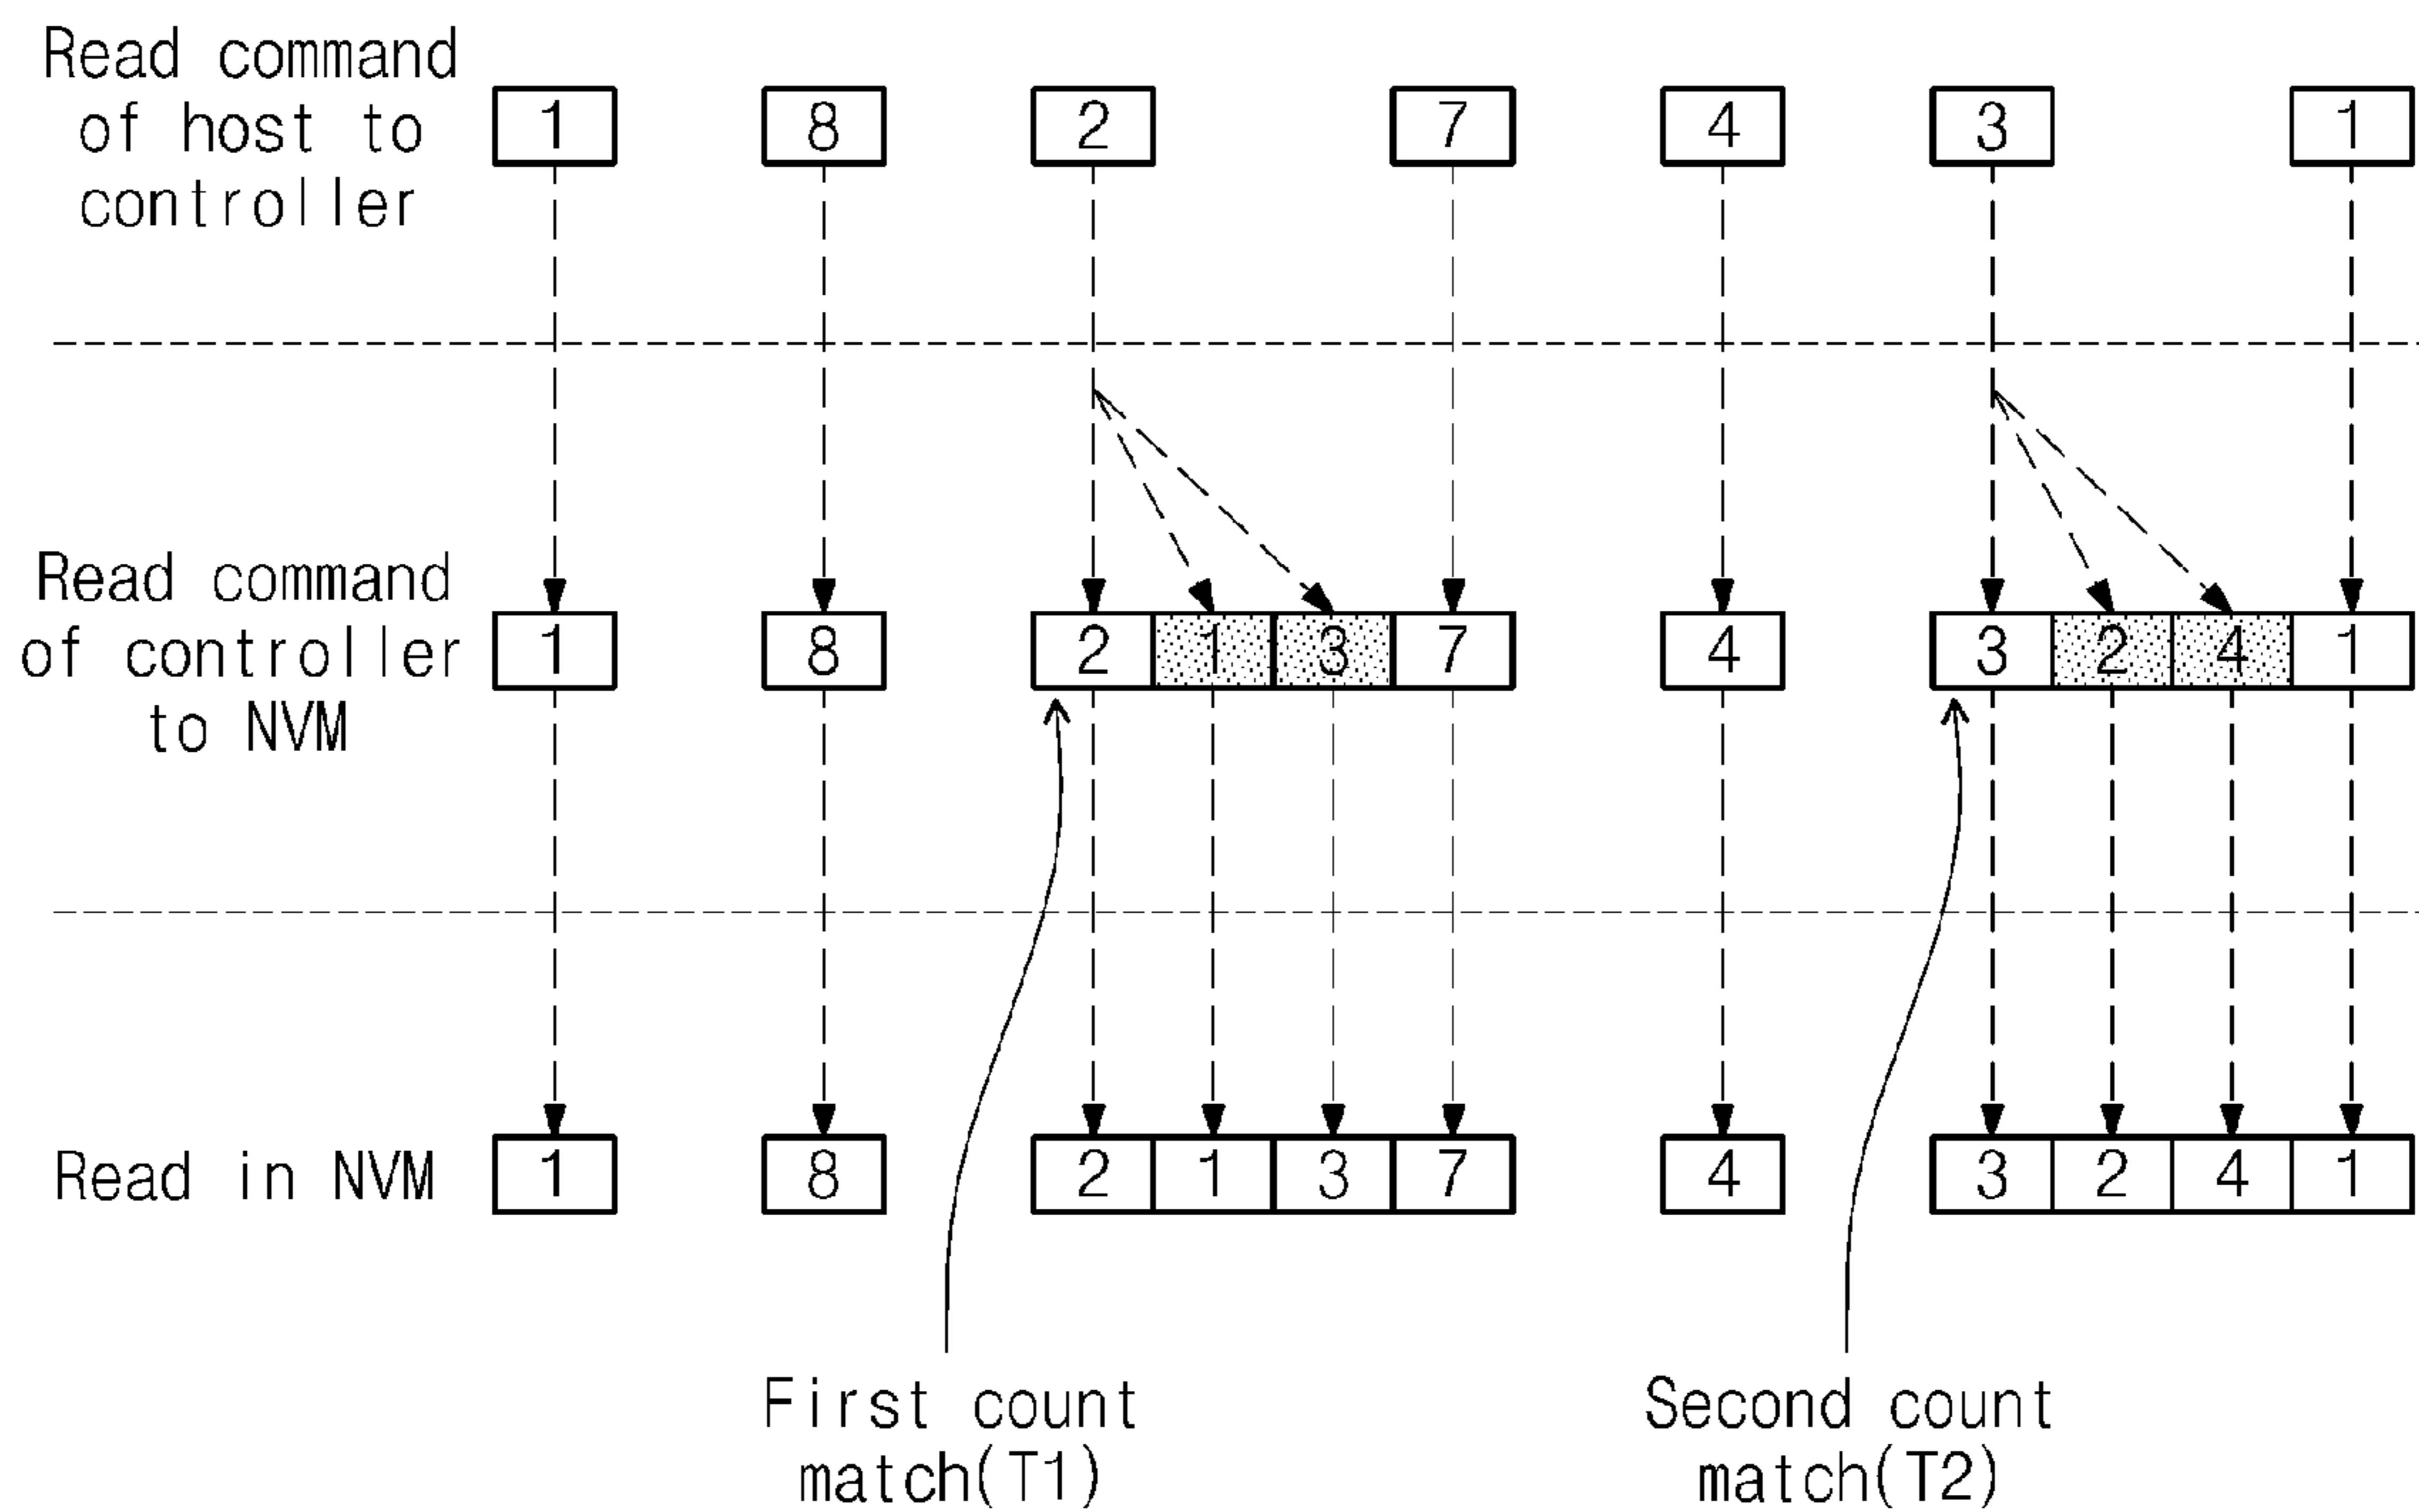 Read command
of host to
controller
1 8 2 7 4 3 1
Read command
of controller
to NVM
1 8 2 1 3 7 4 3 2 4 1
Read in NVM
1 8 2 1 3 7 4 3 2 4 1
First count
match(T1)
Second count
match(T2)